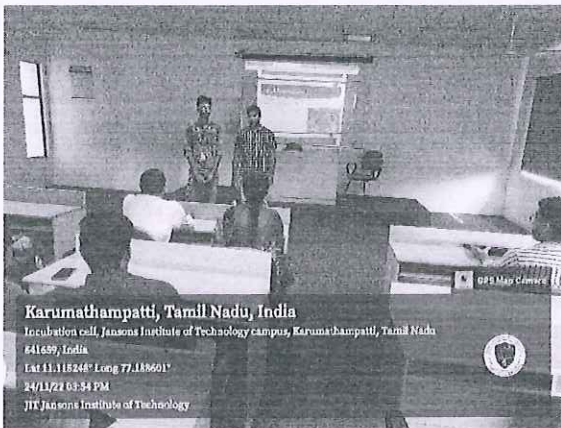 GPS Map Camera
Karumathampatti, Tamil Nadu, India
Incubation cell, Jansons Institute of Technology campus, Karumathampatti, Tamil Nadu
641659, India
Lat 11.118248° Long 77.188601°
24/11/22 03:54 PM
JIT Jansons Institute of Technology